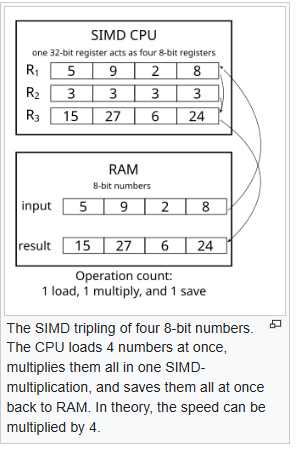 SIMD CPU
one 32-bit register acts as four 8-bit registers
R₁ 5 9 2 8
R₂ 3 3 3 3
R₃ 15 27 6 24
RAM
8-bit numbers
input 5 9 2 8
result 15 27 6 24
Operation count:
1 load, 1 multiply, and 1 save
The SIMD tripling of four 8-bit numbers.
The CPU loads 4 numbers at once,
multiplies them all in one SIMD-
multiplication, and saves them all at once
back to RAM. In theory, the speed can be
multiplied by 4.